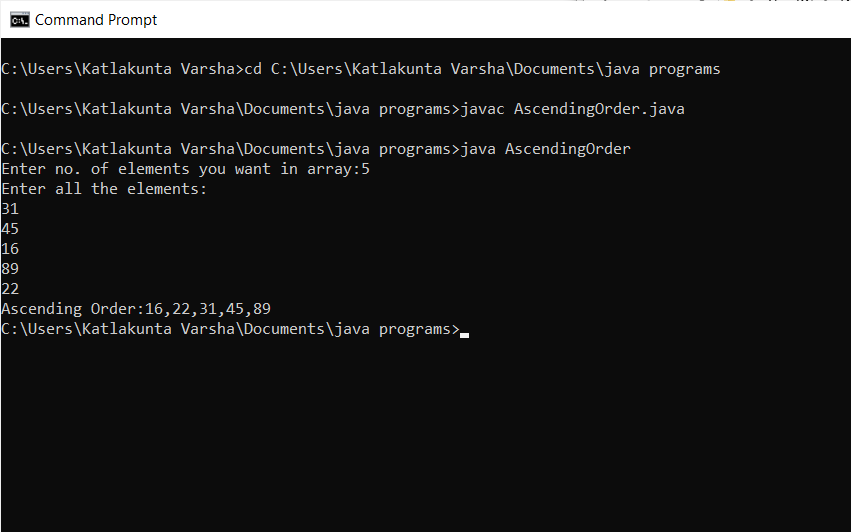 Command Prompt
C:\Users\Katlakunta Varsha>cd C:\Users\Katlakunta Varsha\Documents\java programs
C:\Users\Katlakunta Varsha\Documents\java programs>javac AscendingOrder.java
C:\Users\Katlakunta Varsha\Documents\java programs>java AscendingOrder
Enter no. of elements you want in array:5
Enter all the elements:
31
45
16
89
22
Ascending Order:16,22,31,45,89
C:\Users\Katlakunta Varsha\Documents\java programs>